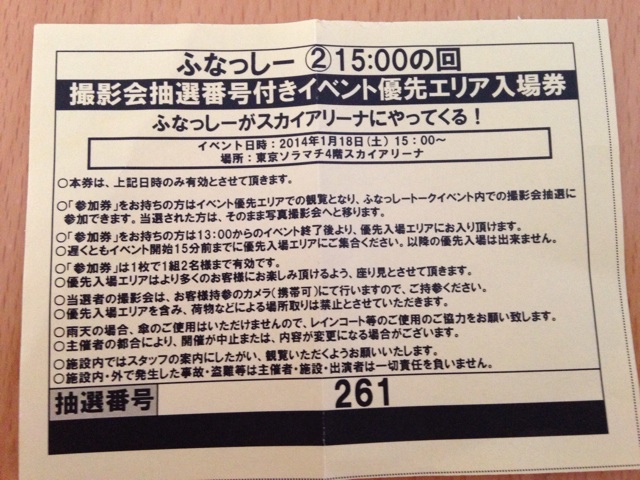 ふなっしー ②15:00の回
撮影会抽選番号付きイベント優先エリア入場券
ふなっしーがスカイアリーナにやってくる！
イベント日時：2014年1月18日(土) 15：00～
場所：東京ソラマチ4階スカイアリーナ
○本券は、上記日時のみ有効とさせて頂きます。
○「参加券」をお持ちの方はイベント優先エリアでの観覧となり、ふなっしートークイベント内での撮影会抽選に
参加できます。当選された方は、そのまま写真撮影会へと移ります。
○「参加券」をお持ちの方は13:00からのイベント終了後より、優先入場エリアにお入り頂けます。
○遅くともイベント開始15分前までに優先入場エリアにご集合ください。以降の優先入場は出来ません。
○「参加券」は1枚で1組2名様まで有効です。
○優先入場エリアはより多くのお客様にお楽しみ頂けるよう、座り見とさせて頂きます。
○当選者の撮影会は、お客様持参のカメラ(携帯可)にて行いますので、ご持参ください。
○優先入場エリアを含み、荷物などによる場所取りは禁止とさせていただきます。
○雨天の場合、傘のご使用はいただけませんので、レインコート等のご使用のご協力をお願い致します。
○主催者の都合により、開催が中止または、内容が変更になる場合がございます。
○施設内ではスタッフの案内にしたがい、観覧いただくようお願いいたします。
○施設内・外で発生した事故・盗難等は主催者・施設・出演者は一切責任を負いません。
抽選番号 261